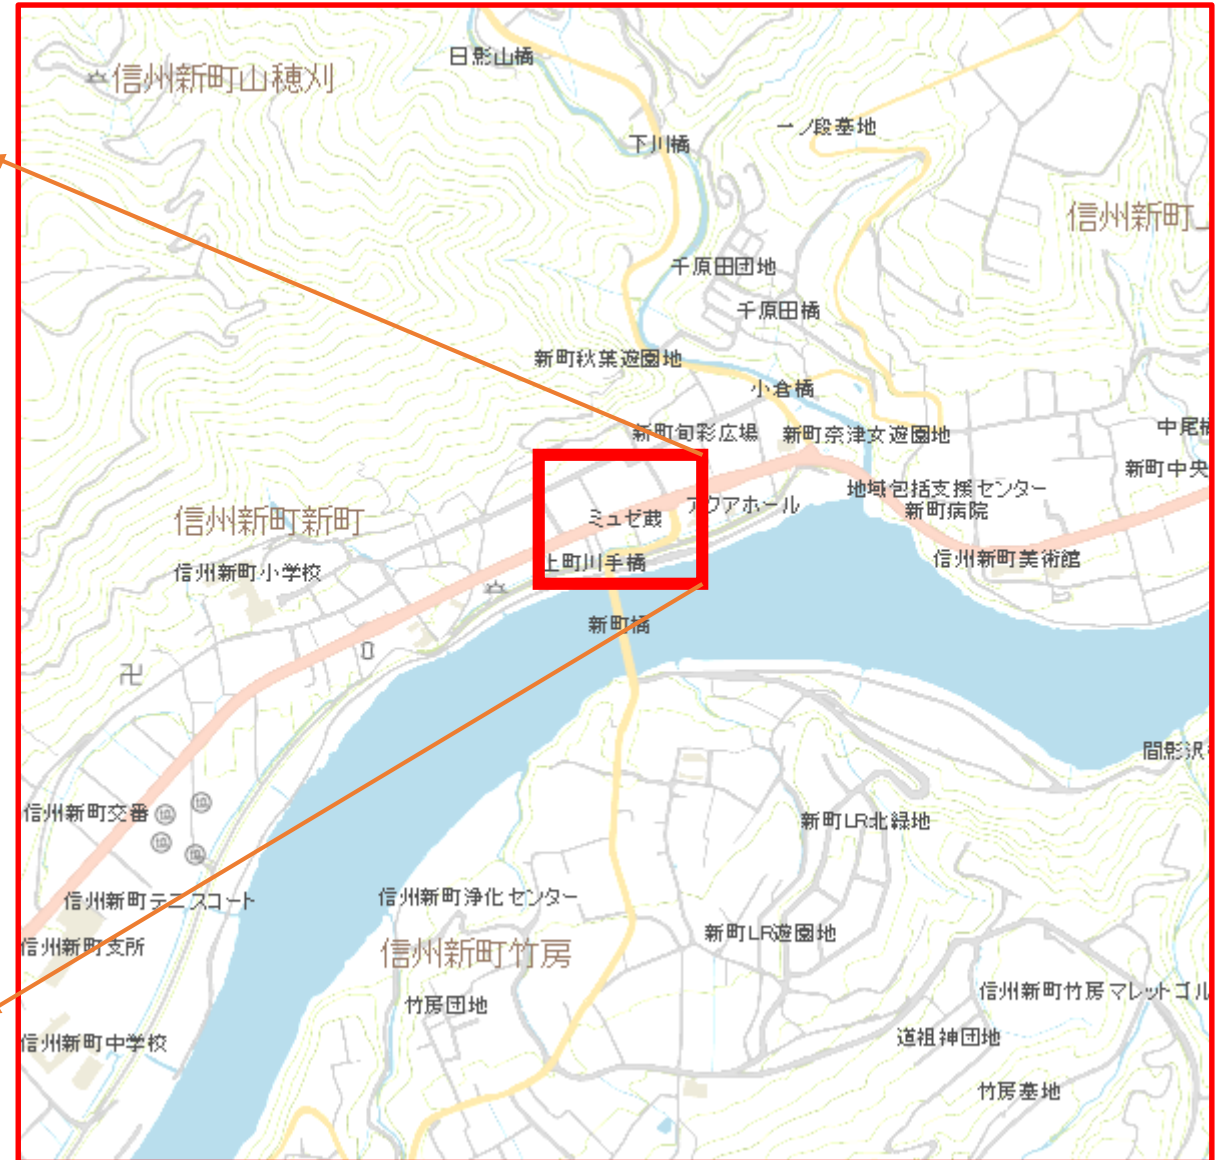 日影山橋
信州新町山穂刈
一ノ段墓地
下川橋
信州新町
千原田団地
千原田橋
新町秋葉遊園地
小倉橋
新町旬彩広場
新町奈津女遊園地
中尾橋
新町中央
地域包括支援センター
アクアホール
新町病院
ミュゼ蔵
信州新町新町
上町川手橋
信州新町美術館
信州新町小学校
新町橋
間影沢
信州新町交番
新町LR北緑地
信州新町テニスコート
信州新町浄化センター
新町LR遊園地
信州新町支所
信州新町竹房
信州新町竹房マレットゴル
竹房団地
道祖神団地
信州新町中学校
竹房墓地